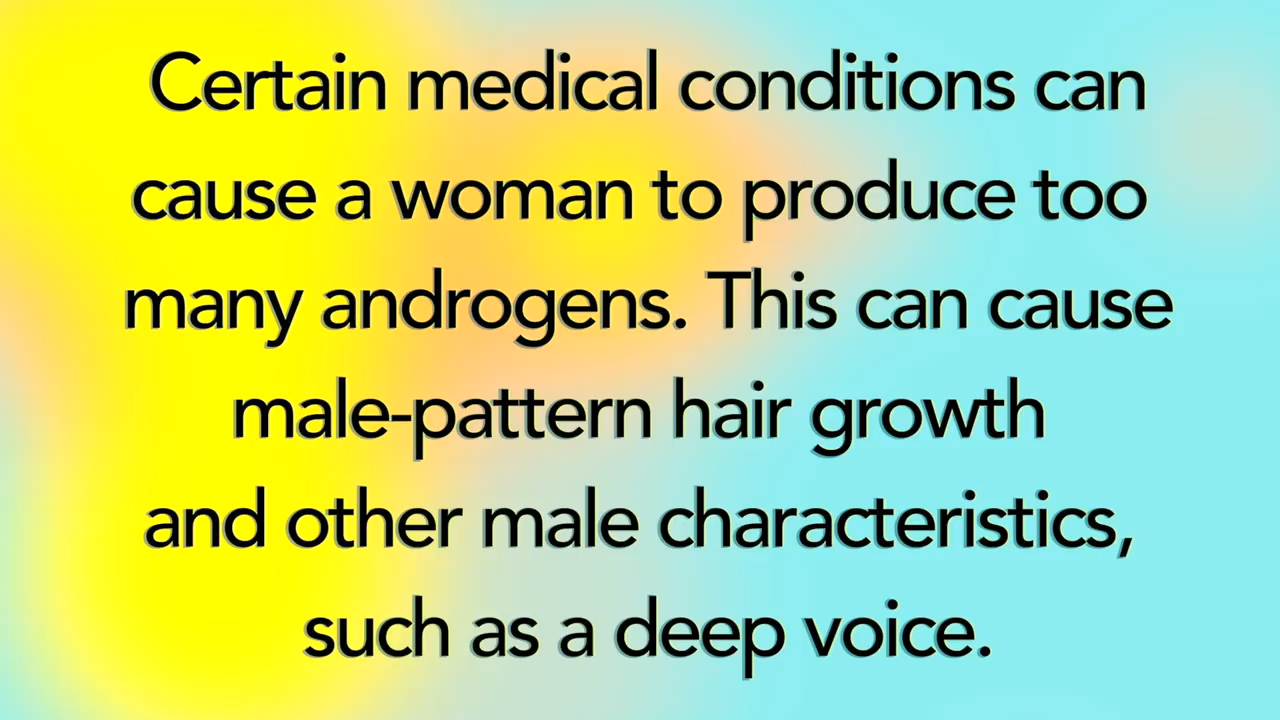 Certain medical conditions can
cause a woman to produce too
many androgens. This can cause
male-pattern hair growth
and other male characteristics,
such as a deep voice.